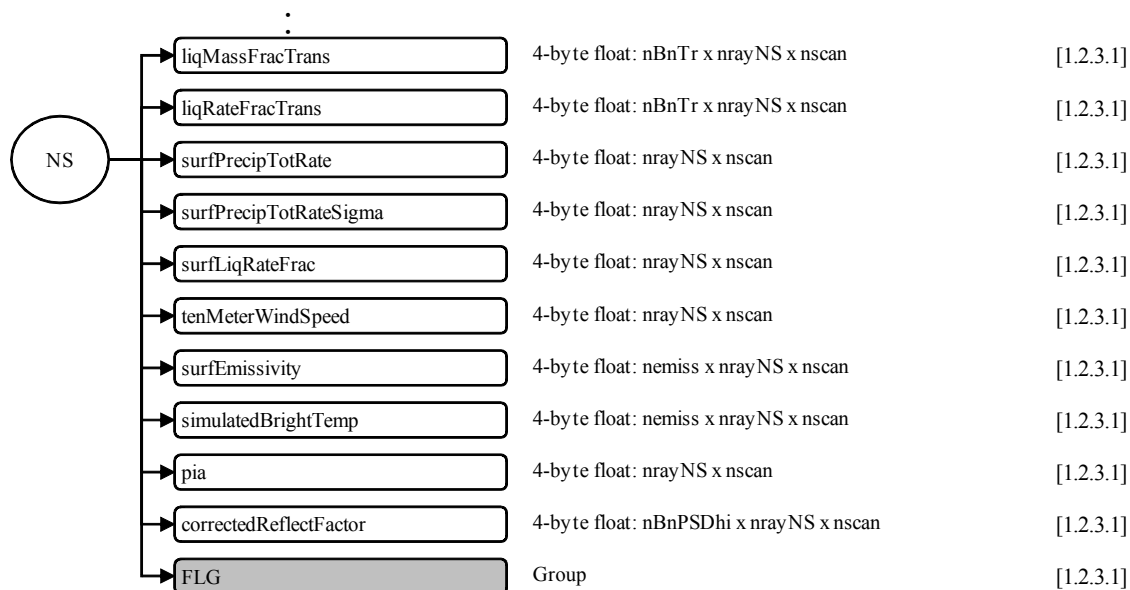 liqMassFracTrans 4-byte float: nBnTr x nrayNS x nscan [1.2.3.1]
liqRateFracTrans 4-byte float: nBnTr x nrayNS x nscan [1.2.3.1]
NS surfPrecipTotRate 4-byte float: nrayNS x nscan [1.2.3.1]
surfPrecipTotRateSigma 4-byte float: nrayNS x nscan [1.2.3.1]
surfLiqRateFrac 4-byte float: nrayNS x nscan [1.2.3.1]
tenMeterWindSpeed 4-byte float: nrayNS x nscan [1.2.3.1]
surfEmissivity 4-byte float: nemiss x nrayNS x nscan [1.2.3.1]
simulatedBrightTemp 4-byte float: nemiss x nrayNS x nscan [1.2.3.1]
pia 4-byte float: nrayNS x nscan [1.2.3.1]
correctedReflectFactor 4-byte float: nBnPSDhi x nrayNS x nscan [1.2.3.1]
FLG Group [1.2.3.1]